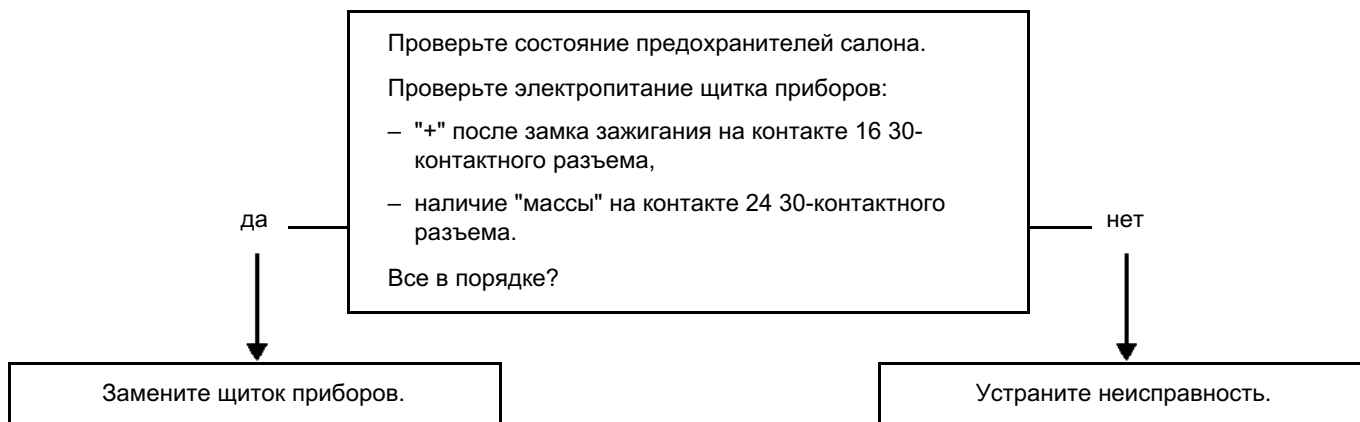 Проверьте состояние предохранителей салона.
Проверьте электропитание щитка приборов:
– "+" после замка зажигания на контакте 16 30-
контактного разъема,
– наличие "массы" на контакте 24 30-контактного
разъема.
Все в порядке?
да
нет
Замените щиток приборов.
Устраните неисправность.